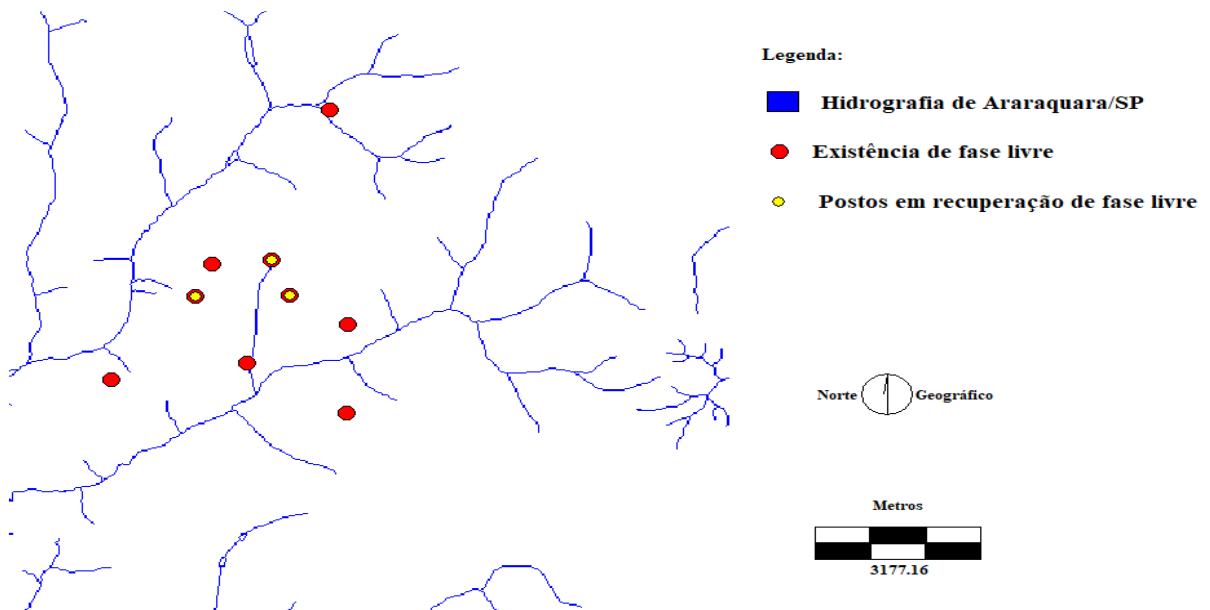 Legenda:
Hidrografia de Araraquara/SP
Existência de fase livre
Postos em recuperação de fase livre
Norte Geográfico
Metros
3177.16